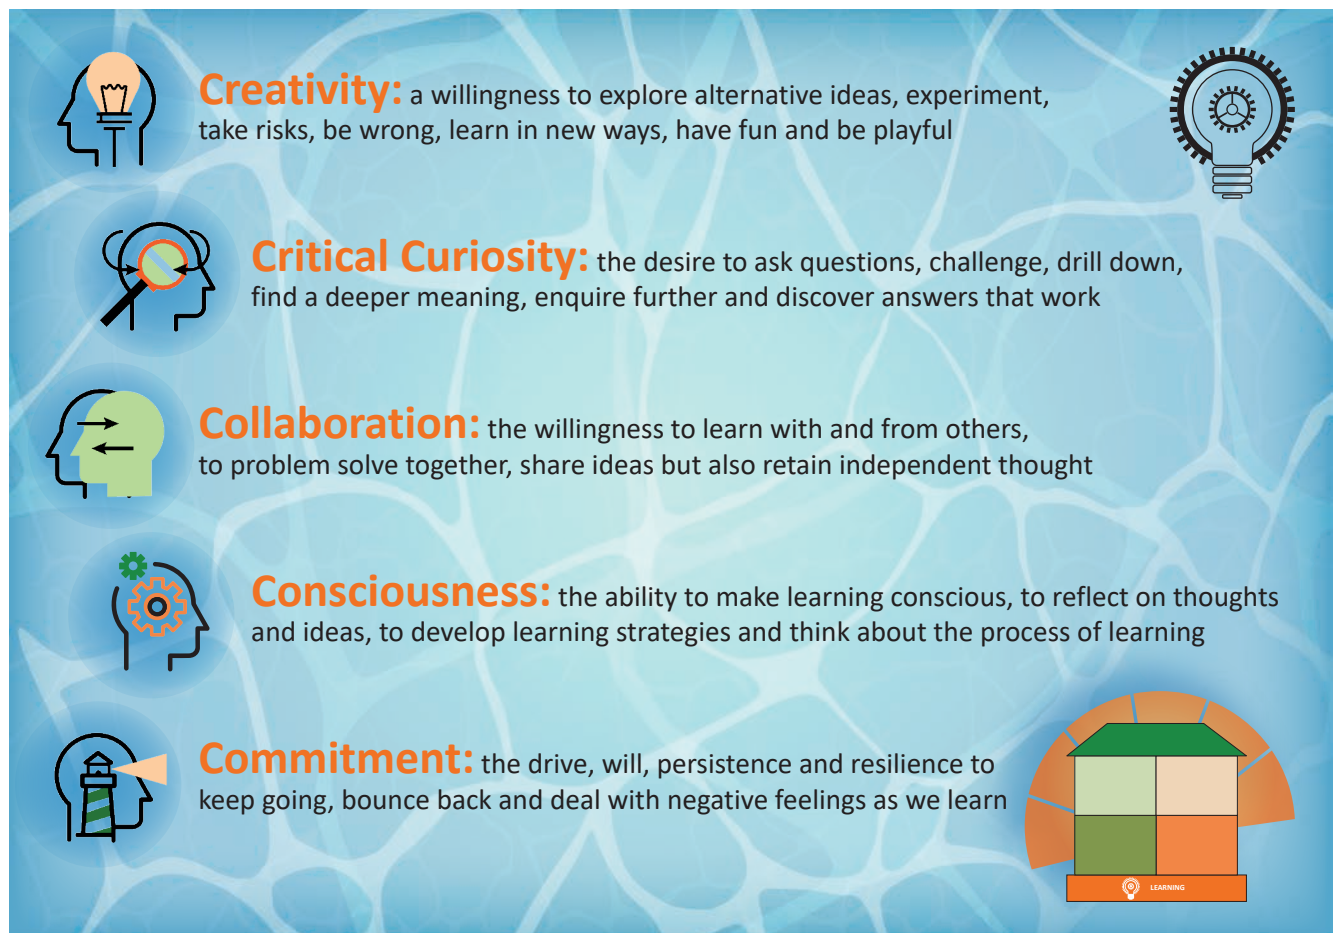 Creativity: a willingness to explore alternative ideas, experiment,
take risks, be wrong, learn in new ways, have fun and be playful
Critical Curiosity: the desire to ask questions, challenge, drill down,
find a deeper meaning, enquire further and discover answers that work
Collaboration: the willingness to learn with and from others,
to problem solve together, share ideas but also retain independent thought
Consciousness: the ability to make learning conscious, to reflect on thoughts
and ideas, to develop learning strategies and think about the process of learning
Commitment: the drive, will, persistence and resilience to
keep going, bounce back and deal with negative feelings as we learn
LEARNING